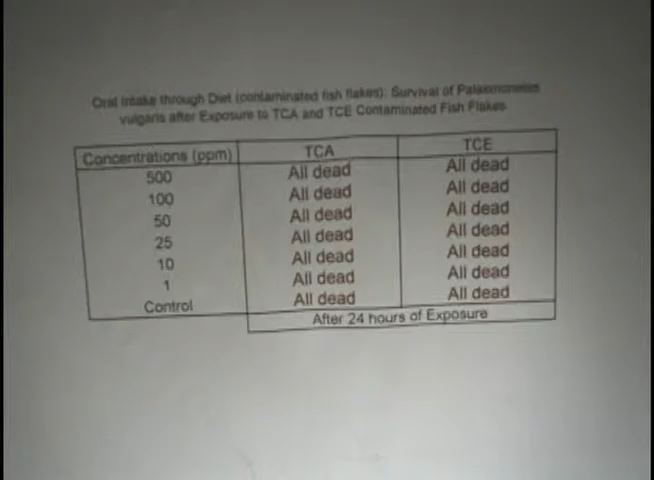 Oral Intake through Diet (contaminated fish flakes): Survival of Palaemonetes
vulgaris after Exposure to TCA and TCE Contaminated Fish Flakes
Concentrations (ppm) TCA TCE
500 All dead All dead
100 All dead All dead
50 All dead All dead
25 All dead All dead
10 All dead All dead
1 All dead All dead
Control All dead All dead
After 24 hours of Exposure